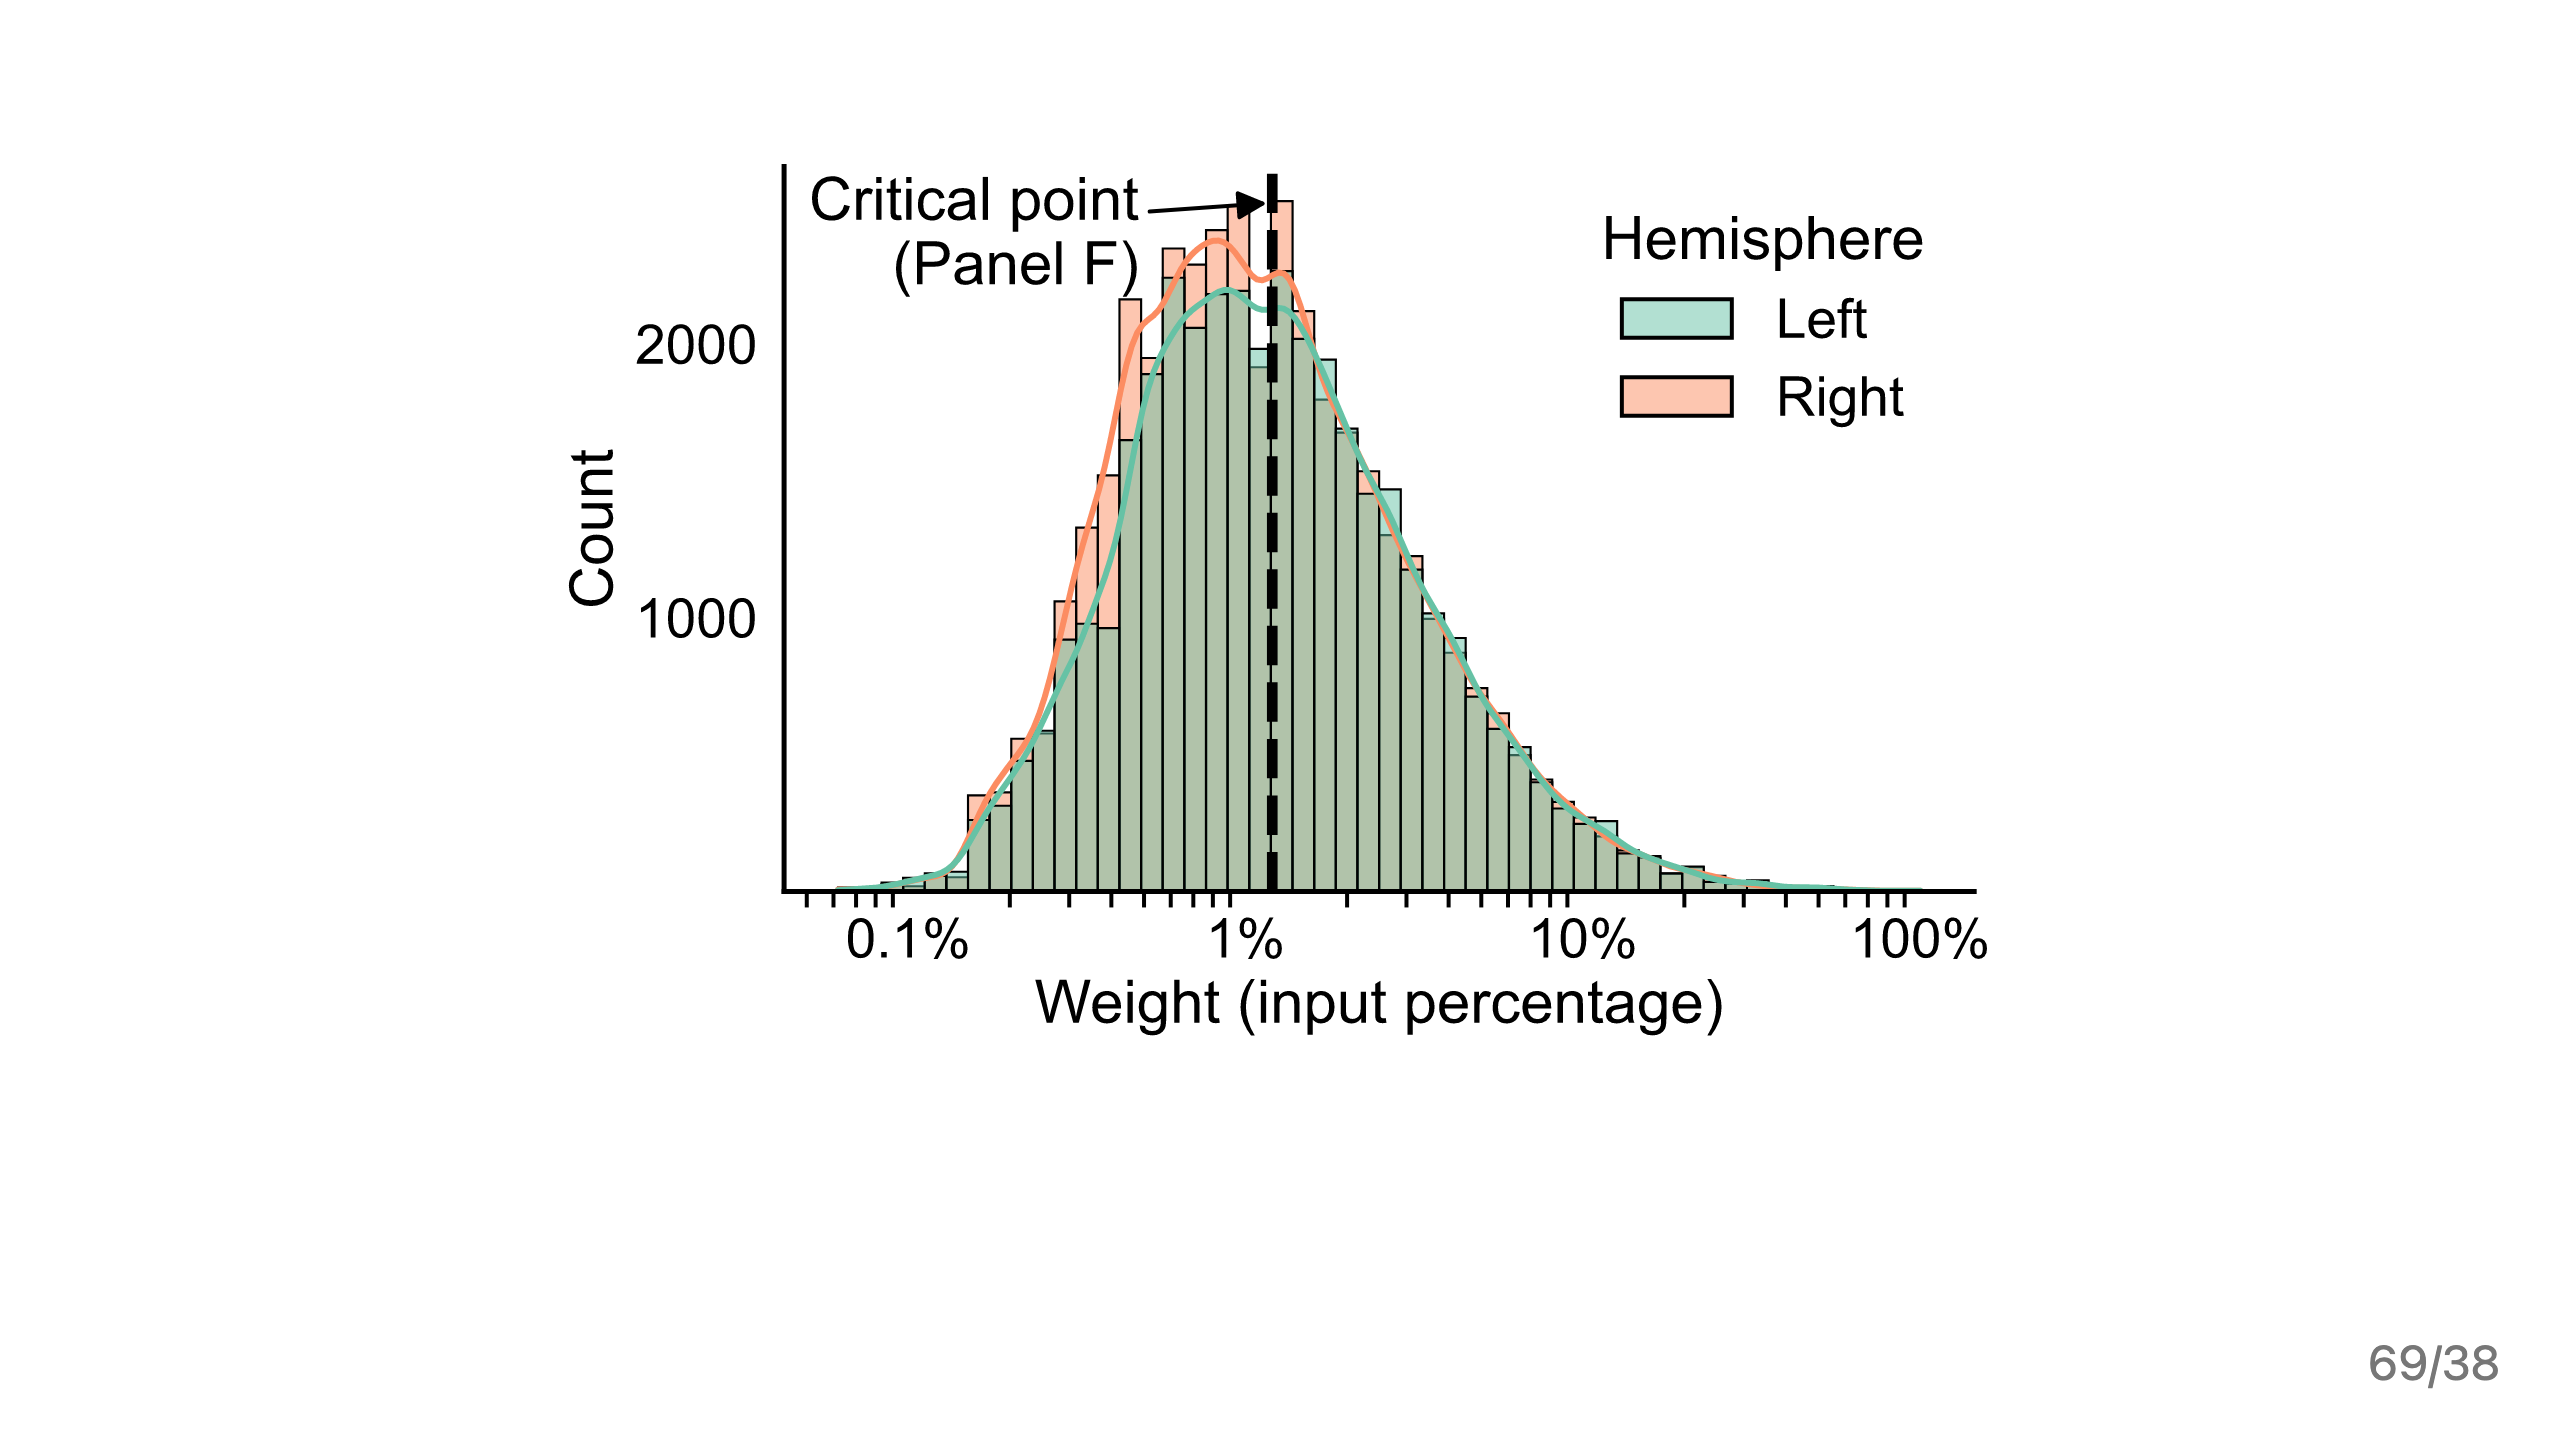 Critical point
(Panel F)
Hemisphere
Left
Right
2000
1000
Count
0.1%
1%
10%
100%
Weight (input percentage)
69/38